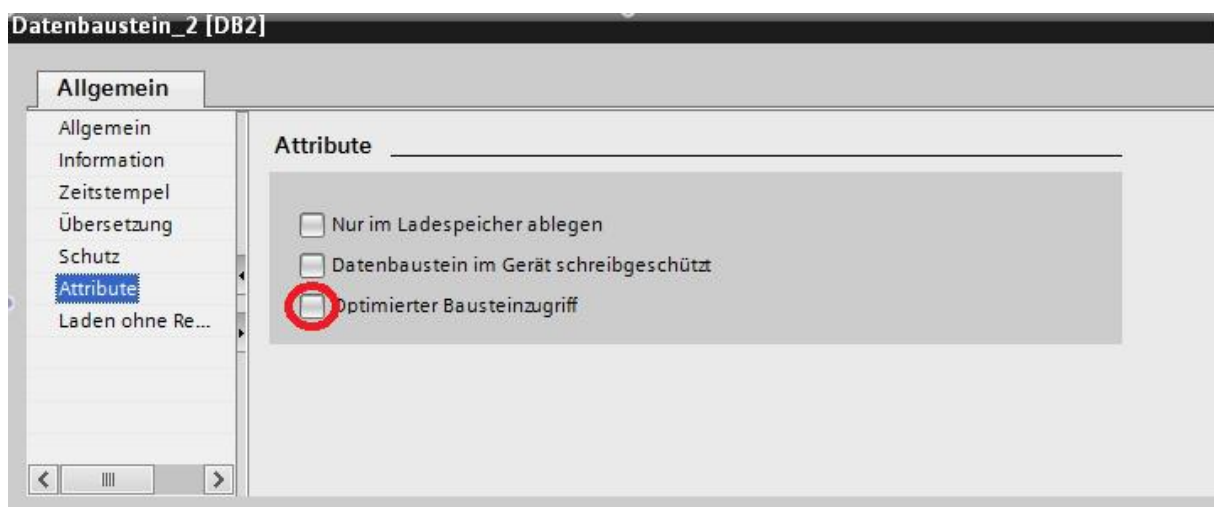 Datenbaustein_2 [DB2]
Allgemein
Allgemein
Information
Zeitstempel
Übersetzung
Schutz
Attribute
Laden ohne Re...
Attribute
Nur im Ladespeicher ablegen
Datenbaustein im Gerät schreibgeschützt
Optimierter Bausteinzugriff